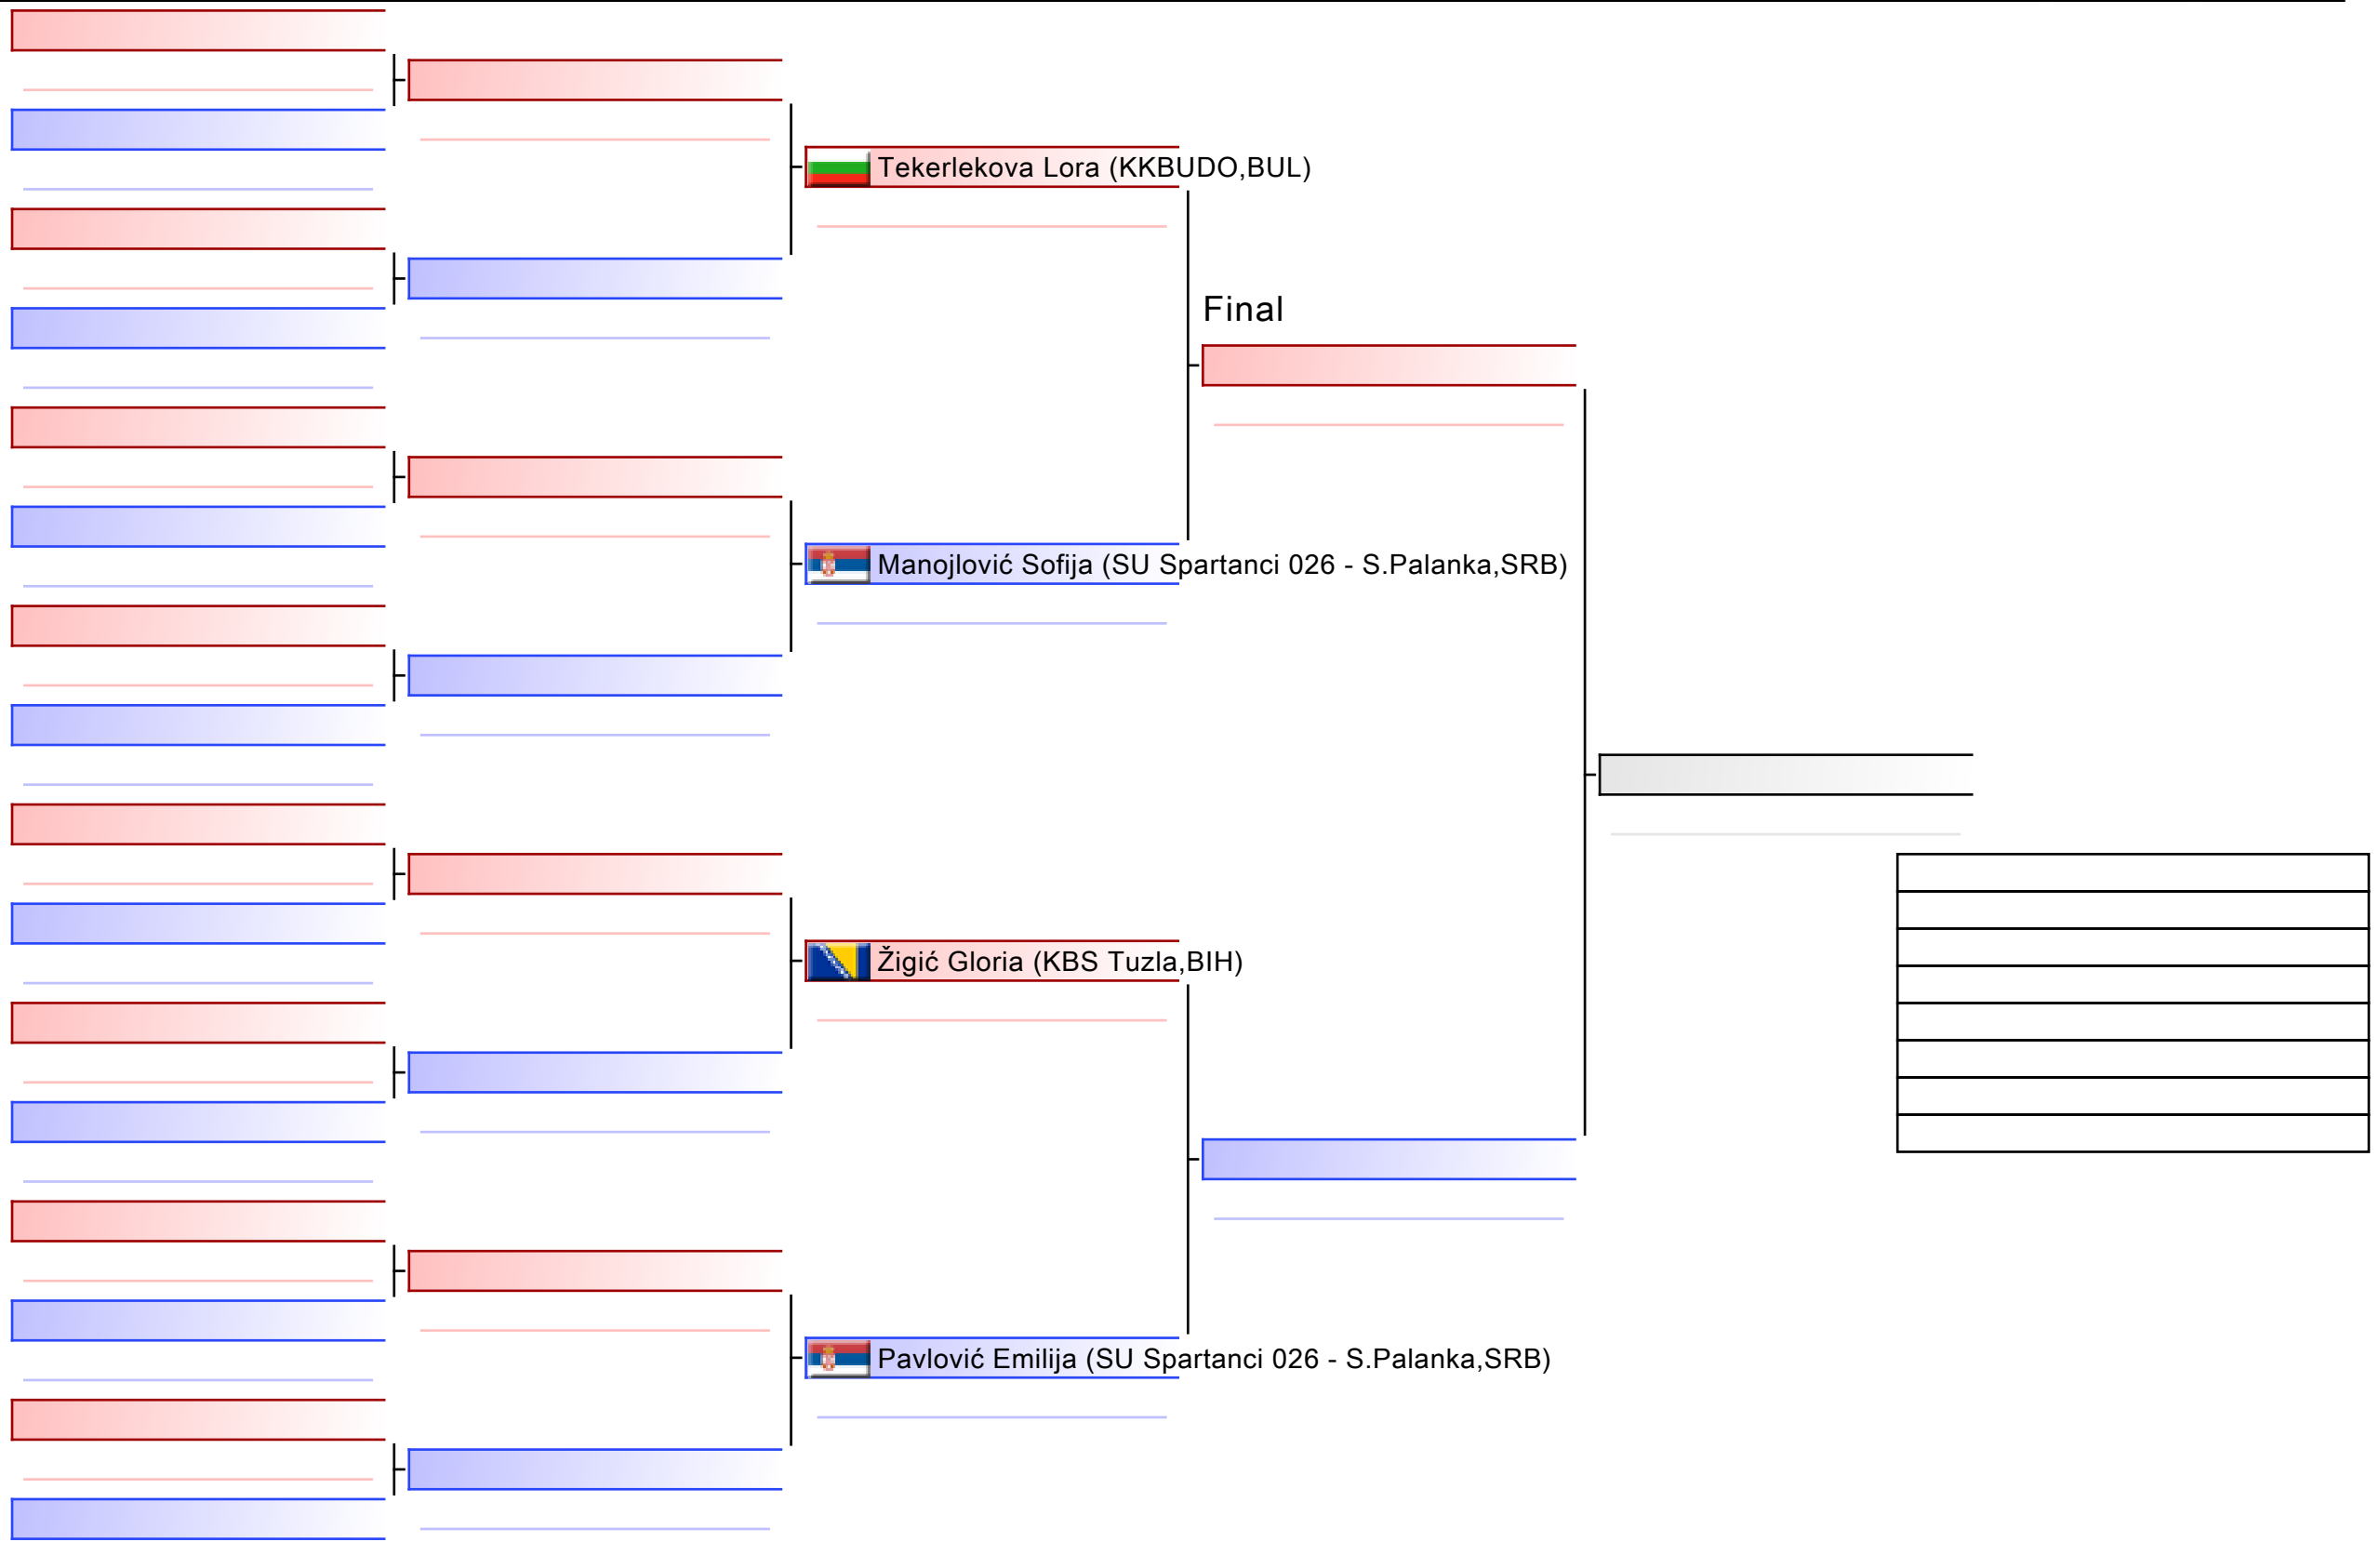 Tekerlekova Lora (KKBUDO,BUL)
Final
Manojlović Sofija (SU Spartanci 026 - S.Palanka,SRB)
Žigić Gloria (KBS Tuzla,BIH)
Pavlović Emilija (SU Spartanci 026 - S.Palanka,SRB)